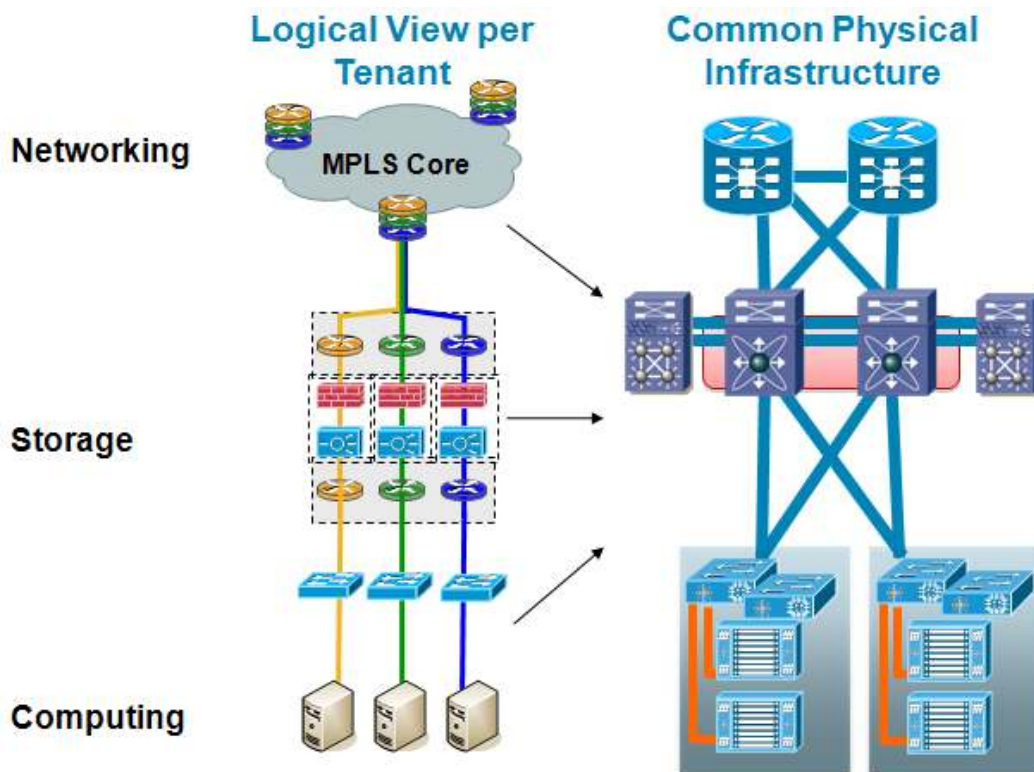 Logical View per
Tenant
Common Physical
Infrastructure
Networking
MPLS Core
Storage
Computing